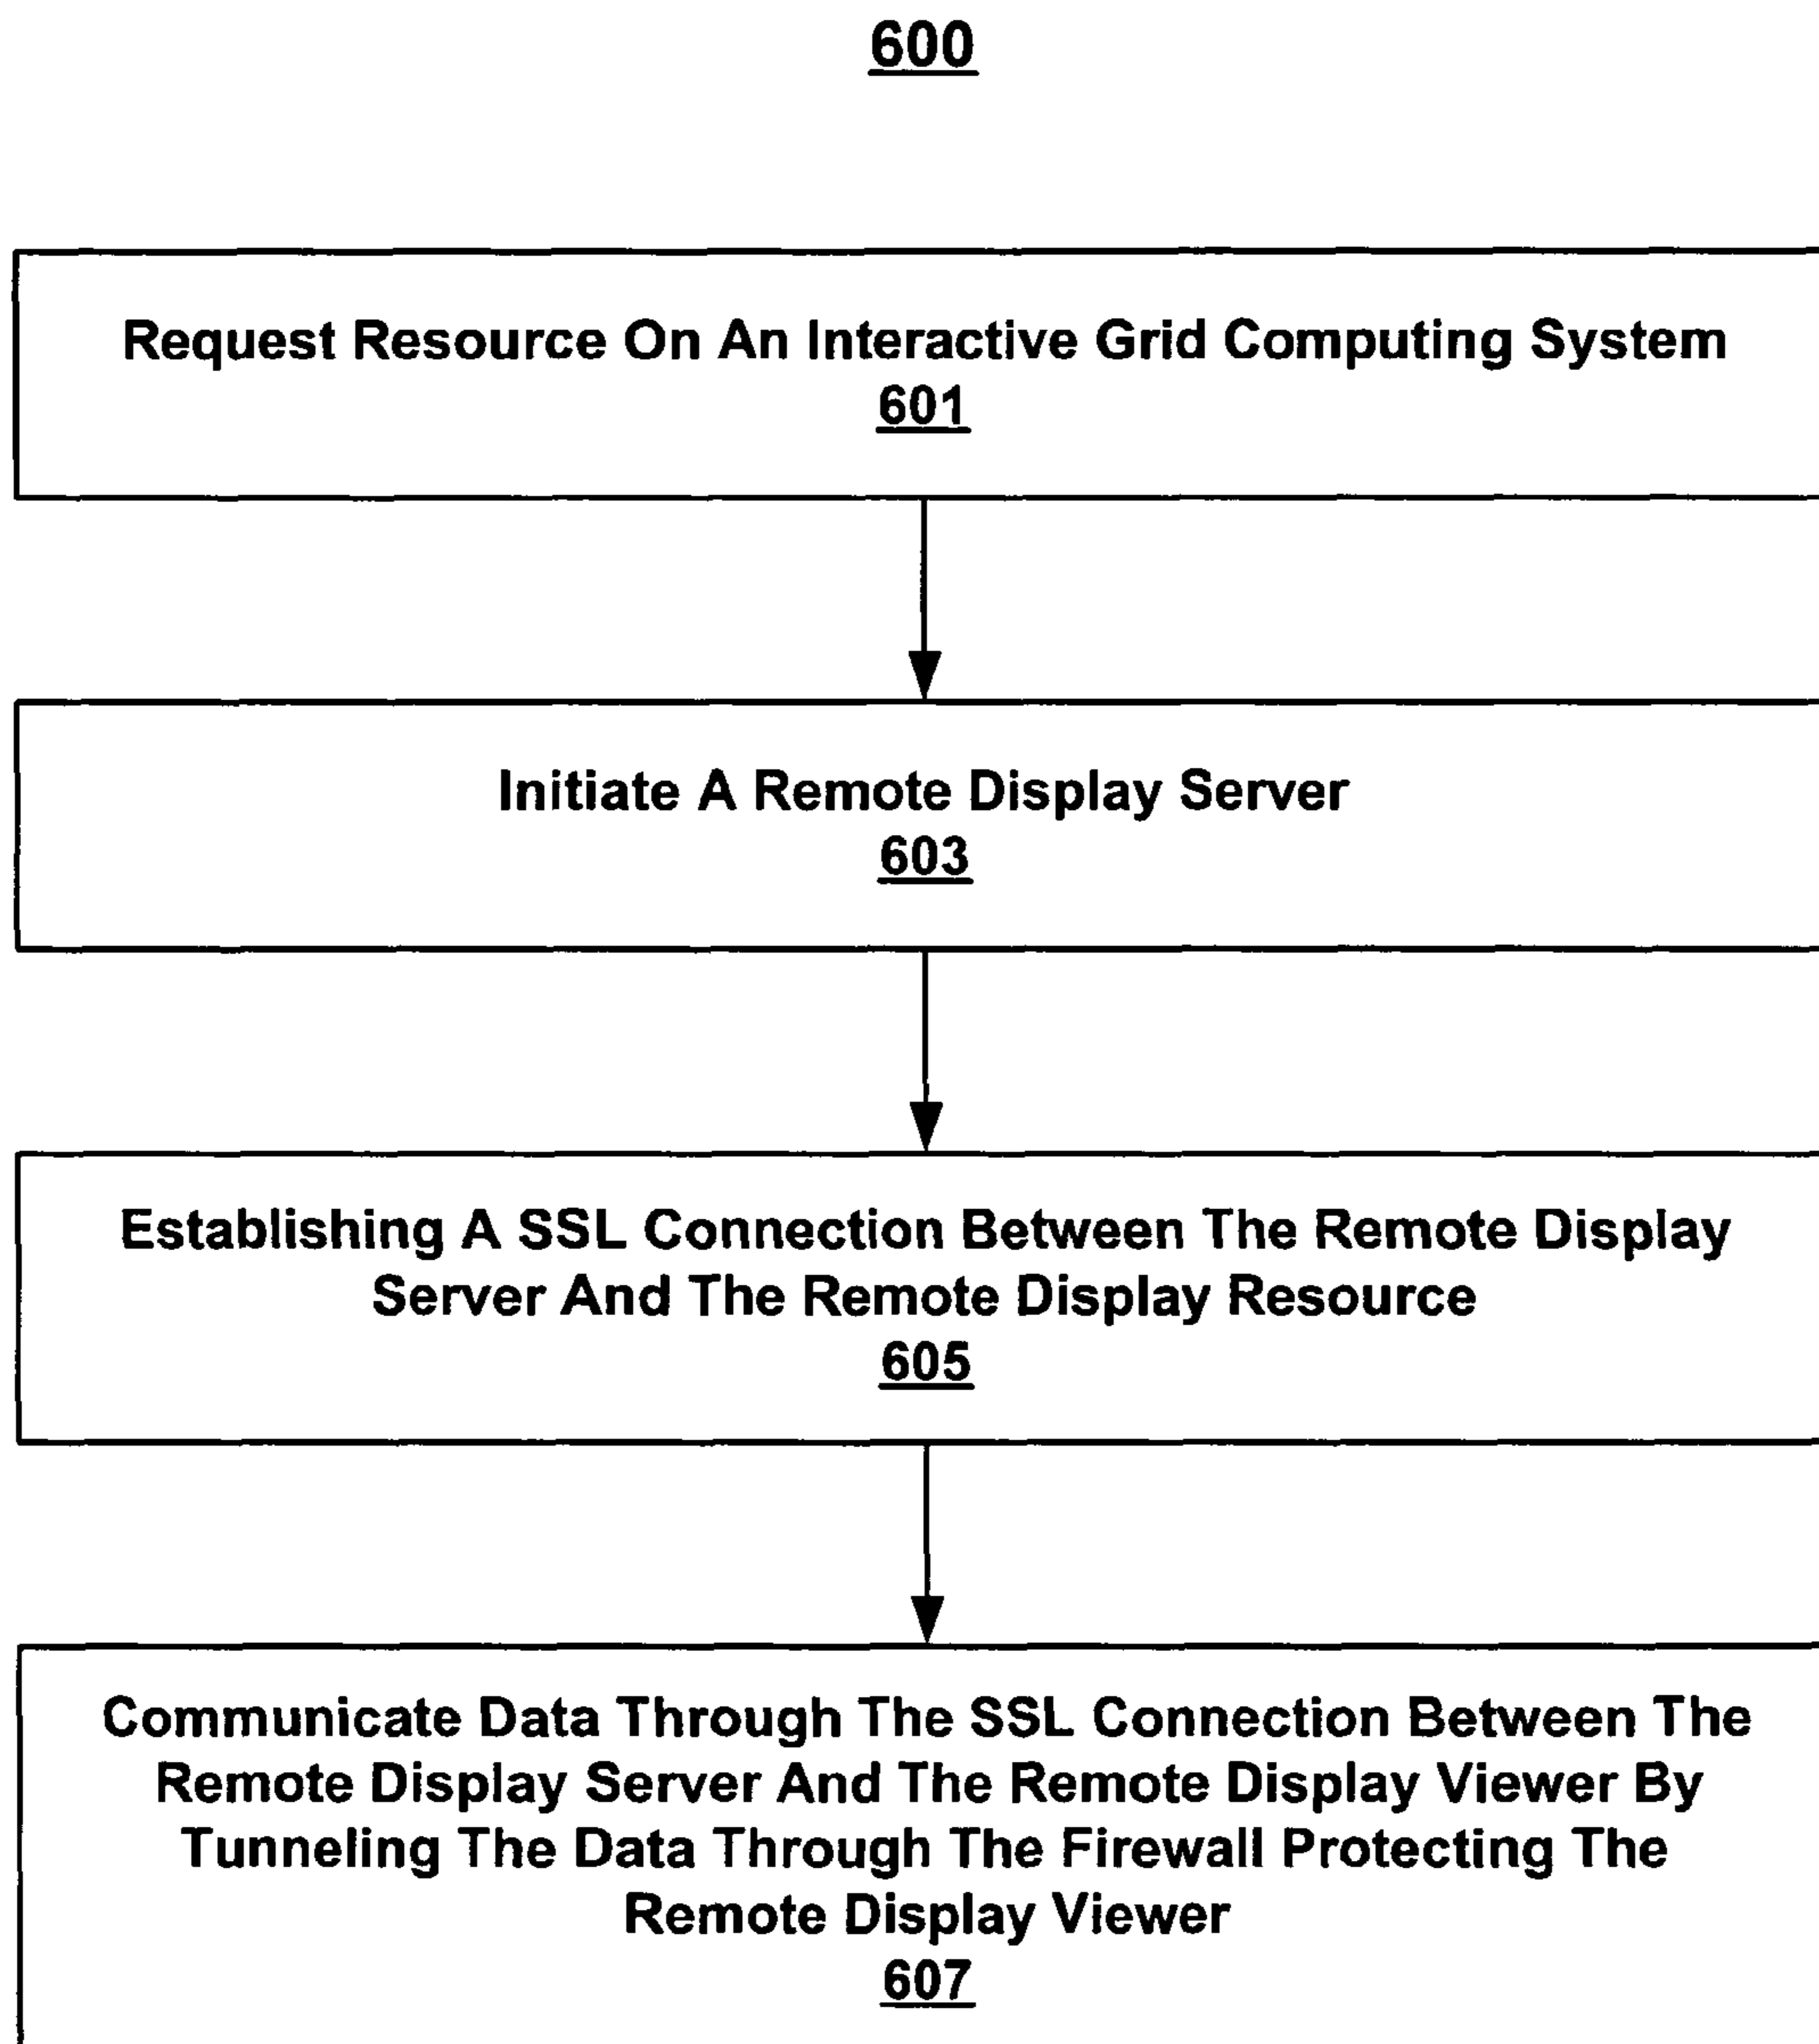 600
Request Resource On An Interactive Grid Computing System
601
Initiate A Remote Display Server
603
Establishing A SSL Connection Between The Remote Display
Server And The Remote Display Resource
605
Communicate Data Through The SSL Connection Between The
Remote Display Server And The Remote Display Viewer By
Tunneling The Data Through The Firewall Protecting The
Remote Display Viewer
607